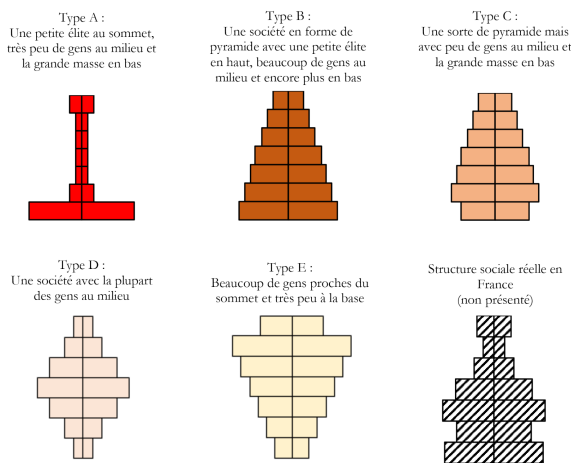 Type A :
Une petite élite au sommet,
très peu de gens au milieu et
la grande masse en bas
Type B :
Une société en forme de
pyramide avec une petite élite
en haut, beaucoup de gens au
milieu et encore plus en bas
Type C :
Une sorte de pyramide mais
avec peu de gens au milieu et
la grande masse en bas
Type D :
Une société avec la plupart
des gens au milieu
Type E :
Beaucoup de gens proches du
sommet et très peu à la base
Structure sociale réelle en
France
(non présenté)